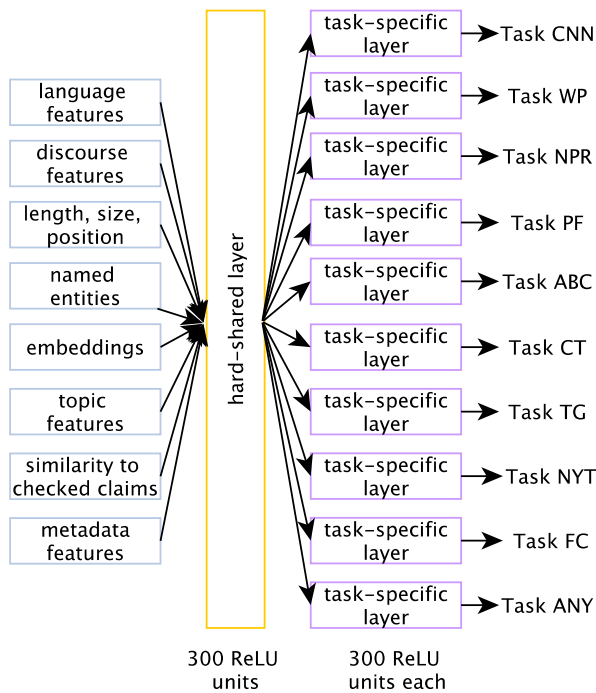 language
features
discourse
features
length, size,
position
named
entities
embeddings
topic
features
similarity to
checked claims
metadata
features
hard-shared layer
300 ReLU
units
task-specific
layer
task-specific
layer
task-specific
layer
task-specific
layer
task-specific
layer
task-specific
layer
task-specific
layer
task-specific
layer
task-specific
layer
task-specific
layer
300 ReLU
units each
Task CNN
Task WP
Task NPR
Task PF
Task ABC
Task CT
Task TG
Task NYT
Task FC
Task ANY